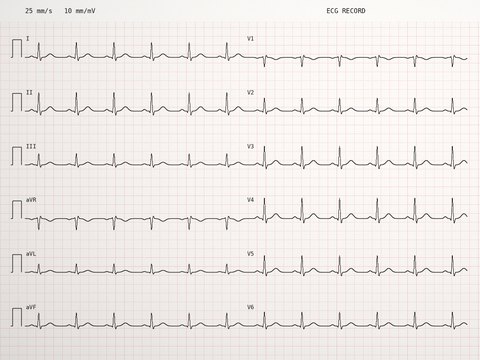 25 mm/s 10 mm/mV ECG RECORD
I V1
II V2
III V3
aVR V4
aVL V5
aVF V6